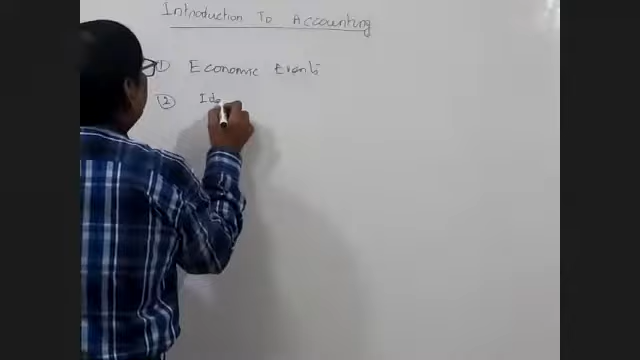 Introduction To Accounting
① Economic Events
② Ide